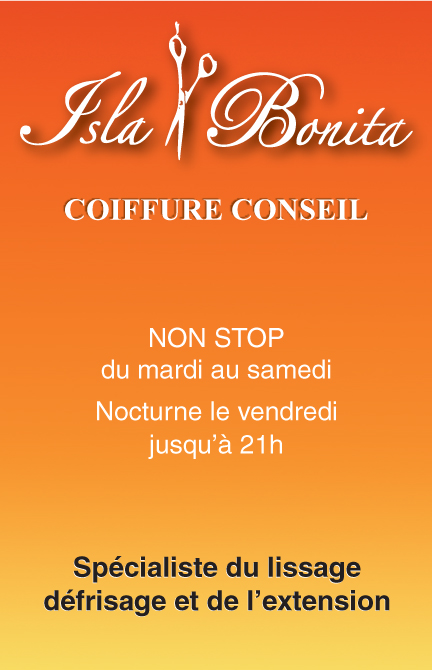 Isla Bonita
COIFFURE CONSEIL
NON STOP
du mardi au samedi
Nocturne le vendredi
jusqu'à 21h
Spécialiste du lissage
défrisage et de l'extension